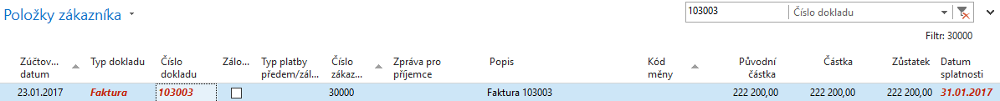 Položky zákazníka
103003 Číslo dokladu
Filtr: 30000
Zúčtov... datum Typ dokladu Číslo dokladu Zálo... Typ platby předem/zál... Číslo zákaz... Zpráva pro příjemce Popis Kód měny Původní částka Částka Zůstatek Datum splatnosti
23.01.2017 Faktura 103003 30000 Faktura 103003 222 200,00 222 200,00 222 200,00 31.01.2017